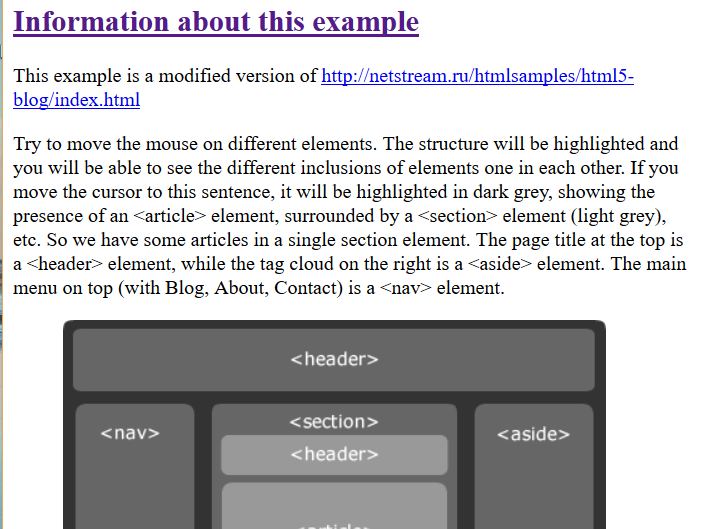 Information about this example
This example is a modified version of http://netstream.ru/htmlsamples/html5-
blog/index.html
Try to move the mouse on different elements. The structure will be highlighted and
you will be able to see the different inclusions of elements one in each other. If you
move the cursor to this sentence, it will be highlighted in dark grey, showing the
presence of an <article> element, surrounded by a <section> element (light grey),
etc. So we have some articles in a single section element. The page title at the top is
a <header> element, while the tag cloud on the right is a <aside> element. The main
menu on top (with Blog, About, Contact) is a <nav> element.
<header>
<nav>
<section>
<header>
<aside>